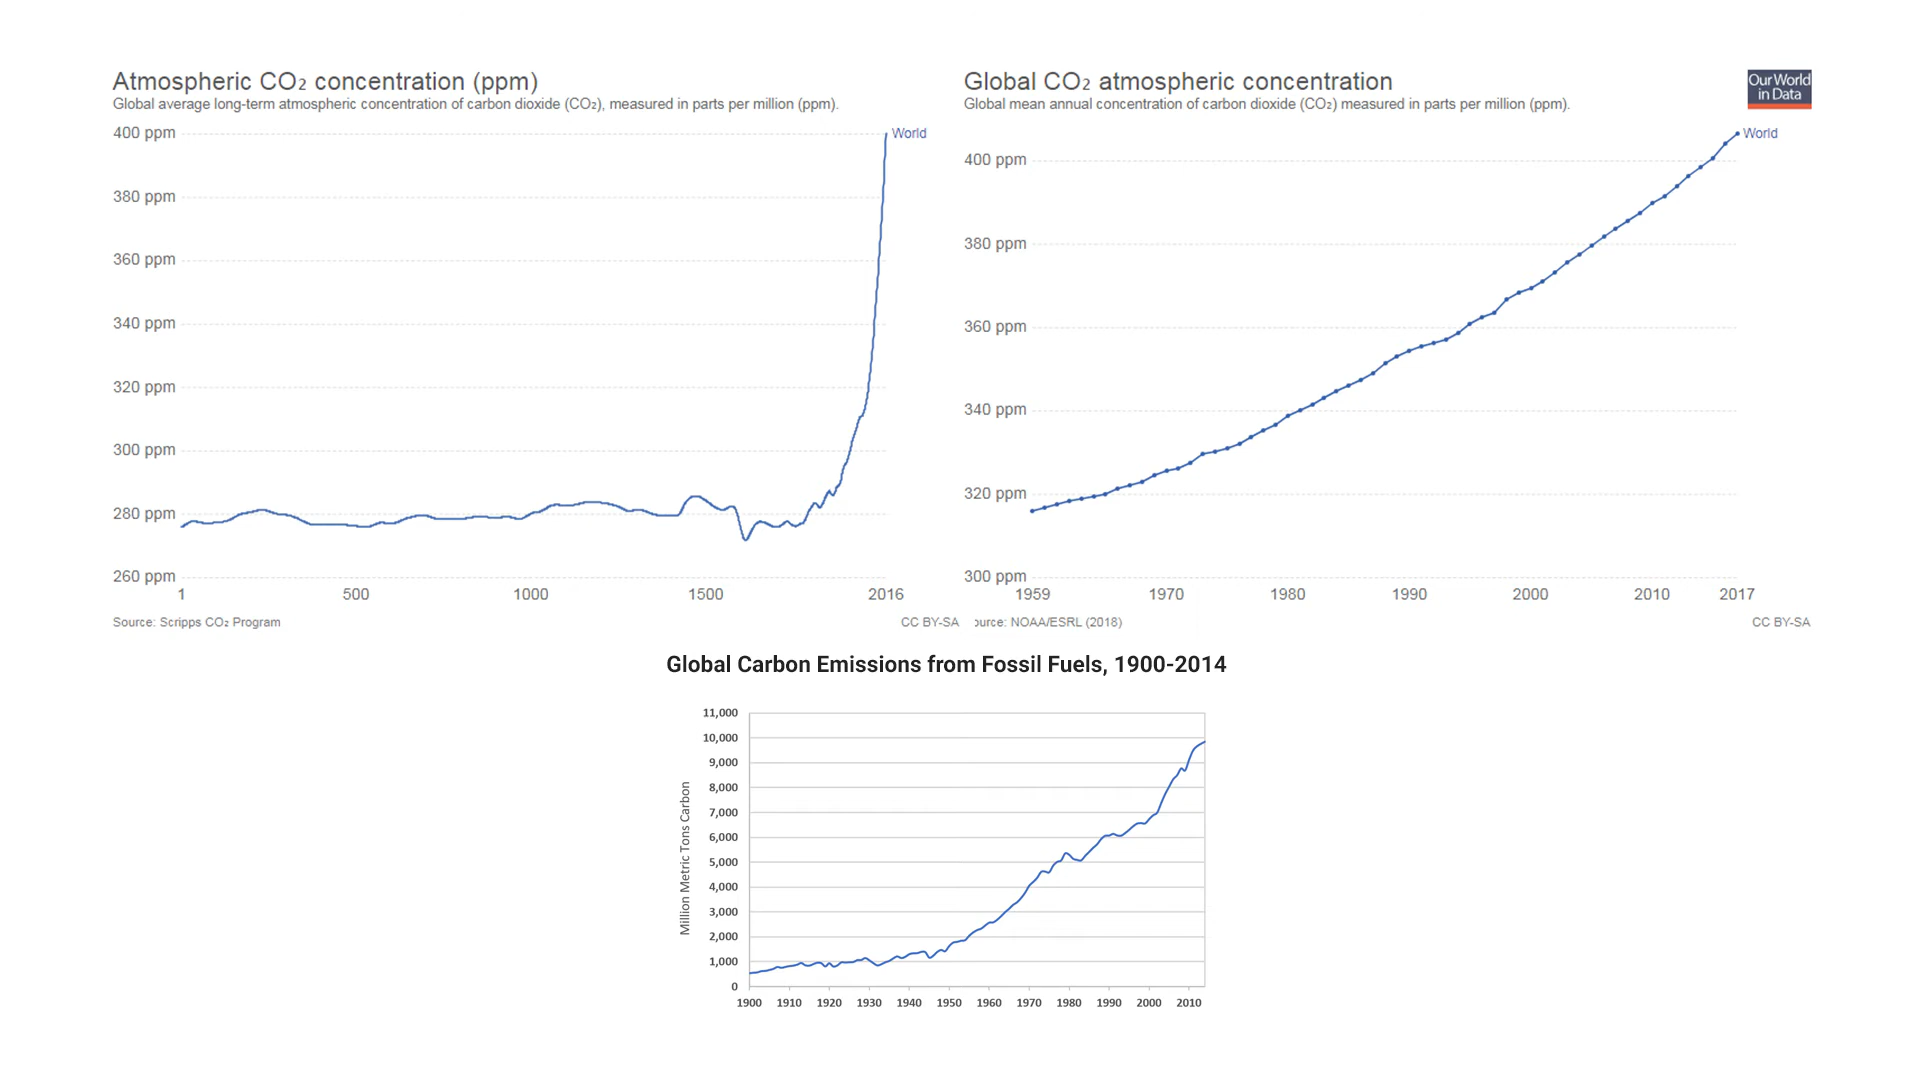 Atmospheric CO₂ concentration (ppm)
Global average long-term atmospheric concentration of carbon dioxide (CO₂), measured in parts per million (ppm).
400 ppm
380 ppm
360 ppm
340 ppm
320 ppm
300 ppm
280 ppm
260 ppm
World
1 500 1000 1500 2016
Source: Scripps CO₂ Program
CC BY-SA
Global CO₂ atmospheric concentration
Global mean annual concentration of carbon dioxide (CO₂) measured in parts per million (ppm).
Our World
in Data
400 ppm
380 ppm
360 ppm
340 ppm
320 ppm
300 ppm
World
1959 1970 1980 1990 2000 2010 2017
ource: NOAA/ESRL (2018)
CC BY-SA
Global Carbon Emissions from Fossil Fuels, 1900-2014
Million Metric Tons Carbon
11,000
10,000
9,000
8,000
7,000
6,000
5,000
4,000
3,000
2,000
1,000
0
1900 1910 1920 1930 1940 1950 1960 1970 1980 1990 2000 2010